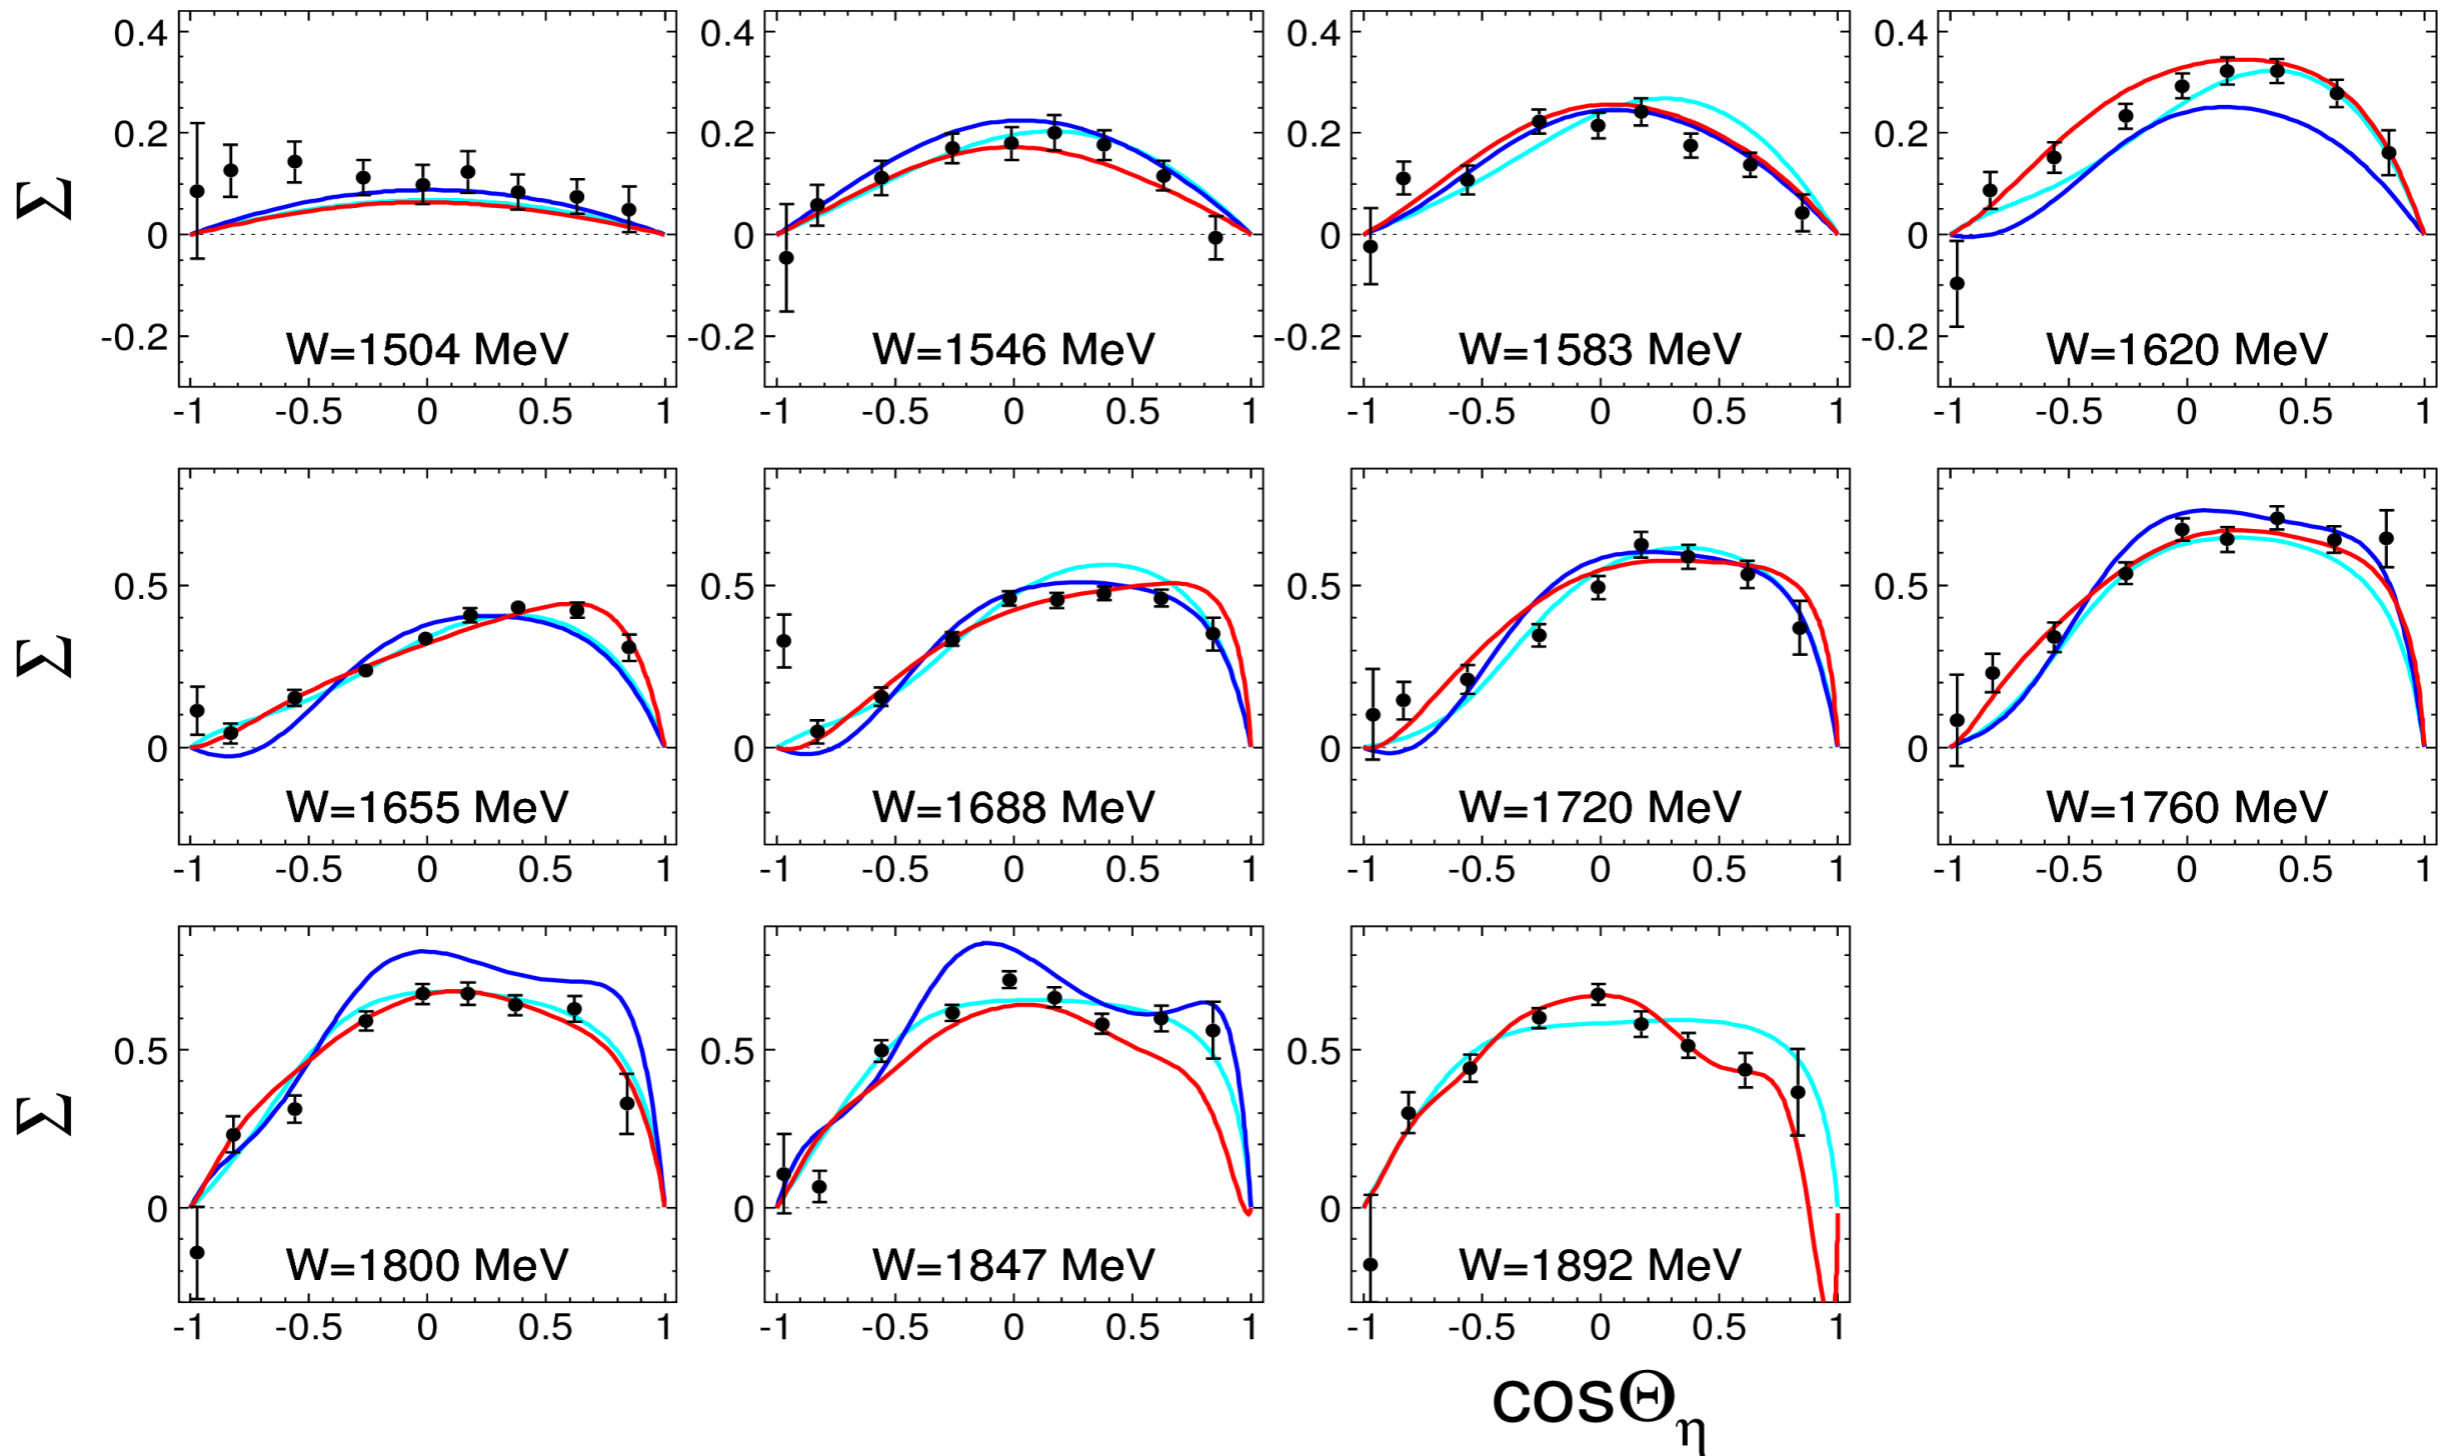 0.4 0.4 0.4 0.4
0.2 0.2 0.2 0.2
Σ
0 0 0 0
-0.2 -0.2 -0.2 -0.2
W=1504 MeV W=1546 MeV W=1583 MeV W=1620 MeV
-1 -0.5 0 0.5 1 -1 -0.5 0 0.5 1 -1 -0.5 0 0.5 1 -1 -0.5 0 0.5 1
0.5 0.5 0.5 0.5
Σ
0 0 0 0
W=1655 MeV W=1688 MeV W=1720 MeV W=1760 MeV
-1 -0.5 0 0.5 1 -1 -0.5 0 0.5 1 -1 -0.5 0 0.5 1 -1 -0.5 0 0.5 1
0.5 0.5 0.5
Σ
0 0 0
W=1800 MeV W=1847 MeV W=1892 MeV
-1 -0.5 0 0.5 1 -1 -0.5 0 0.5 1 -1 -0.5 0 0.5 1
cosΘη